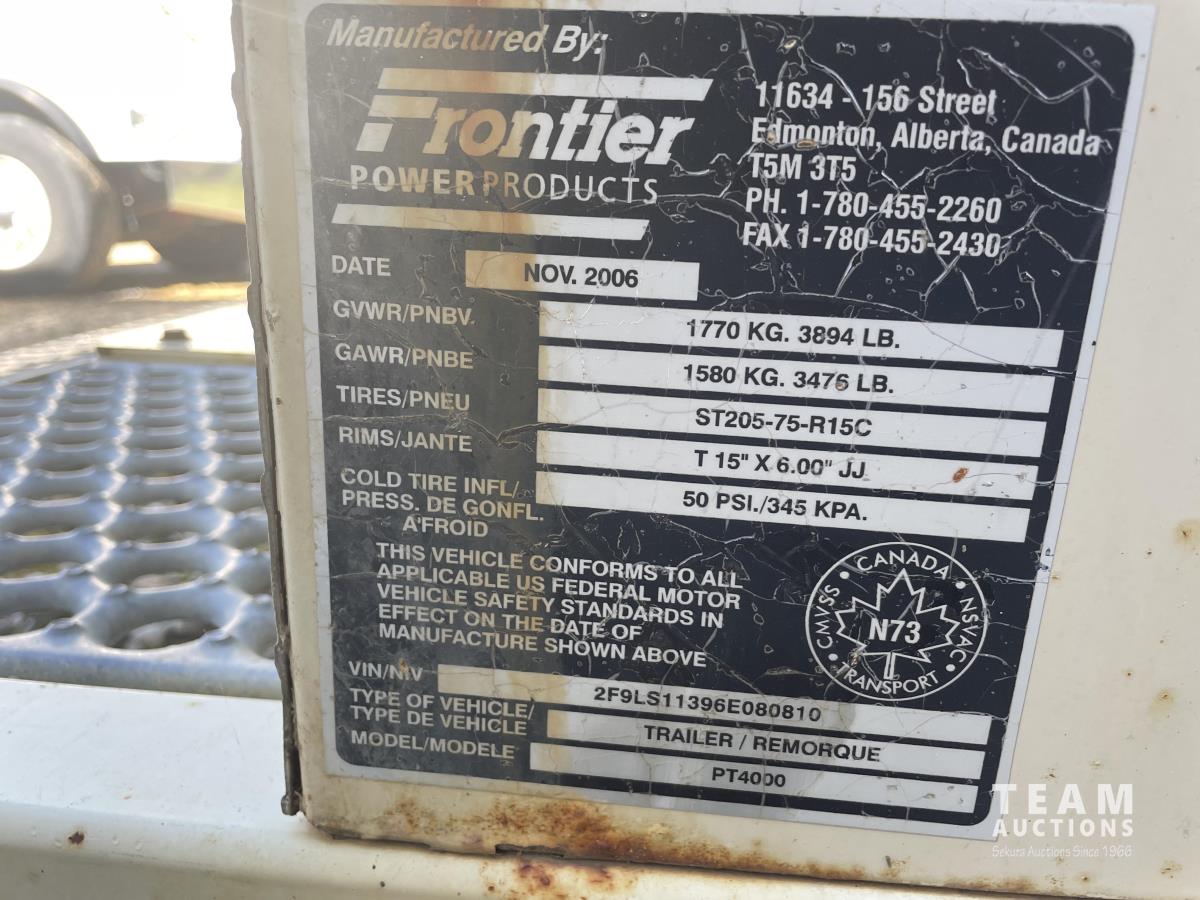 Manufactured By:
Frontier
POWERPRODUCTS
11634 - 156 Street
Edmonton, Alberta, Canada
T5M 3T5
PH. 1-780-455-2260
FAX 1-780-455-2430
DATE NOV. 2006
GVWR/PNBV 1770 KG. 3894 LB.
GAWR/PNBE 1580 KG. 3476 LB.
TIRES/PNEU ST205-75-R15C
RIMS/JANTE T 15" X 6.00" JJ
COLD TIRE INFL/
PRESS. DE GONFL. 50 PSI./345 KPA.
A'FROID
THIS VEHICLE CONFORMS TO ALL
APPLICABLE US FEDERAL MOTOR
VEHICLE SAFETY STANDARDS IN
EFFECT ON THE DATE OF
MANUFACTURE SHOWN ABOVE
CANADA
CMVSS N73 NSVAC
TRANSPORT
VIN/NIV 2F9LS11396E080810
TYPE OF VEHICLE/
TYPE DE VEHICLE TRAILER / REMORQUE
MODEL/MODELE PT4000
TEAM
AUCTIONS
Sekura Auctions Since 1966